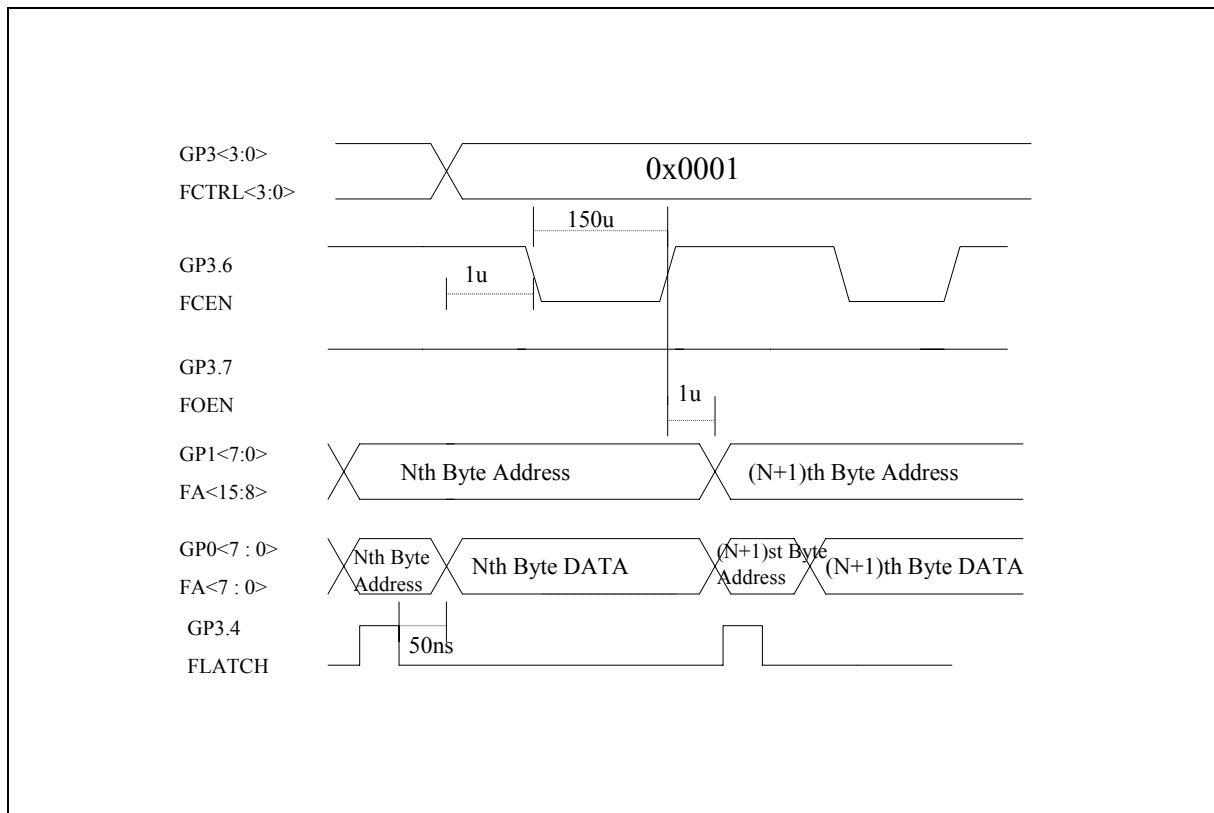 GP3<3:0>
FCTRL<3:0>
0x0001
150u
GP3.6
FCEN
1u
GP3.7
FOEN
1u
GP1<7:0>
FA<15:8>
Nth Byte Address
(N+1)th Byte Address
GP0<7 : 0>
FA<7 : 0>
Nth Byte
Address
Nth Byte DATA
(N+1)st Byte
Address
(N+1)th Byte DATA
GP3.4
FLATCH
50ns